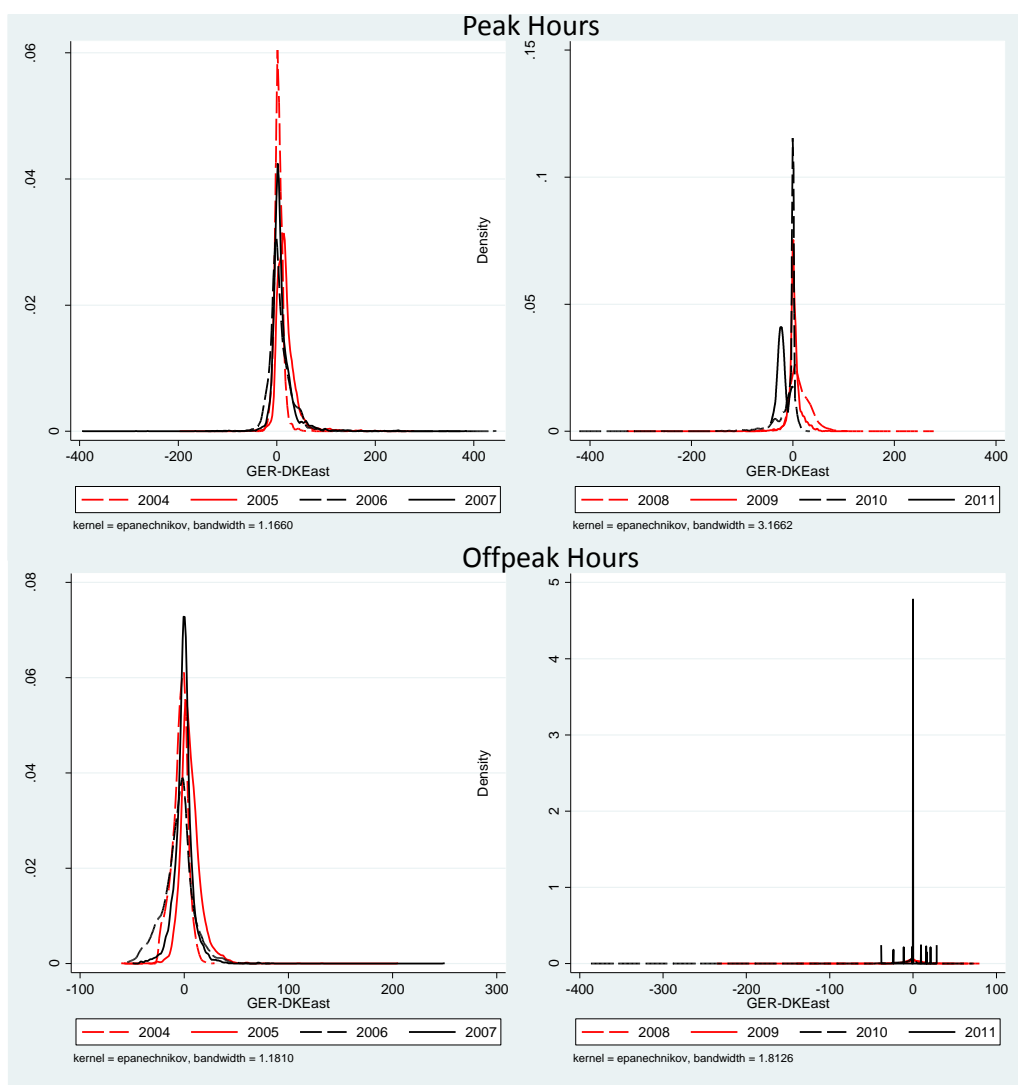 Peak Hours
.06
.04
.02
0
-400 -200 0 200 400
GER-DKEast
2004 2005 2006 2007
kernel = epanechnikov, bandwidth = 1.1660
Density
.15
.1
.05
0
-400 -200 0 200 400
GER-DKEast
2008 2009 2010 2011
kernel = epanechnikov, bandwidth = 3.1662
Offpeak Hours
.08
.06
.04
.02
0
-100 0 100 200 300
GER-DKEast
2004 2005 2006 2007
kernel = epanechnikov, bandwidth = 1.1810
Density
5
4
3
2
1
0
-400 -300 -200 -100 0 100
GER-DKEast
2008 2009 2010 2011
kernel = epanechnikov, bandwidth = 1.8126